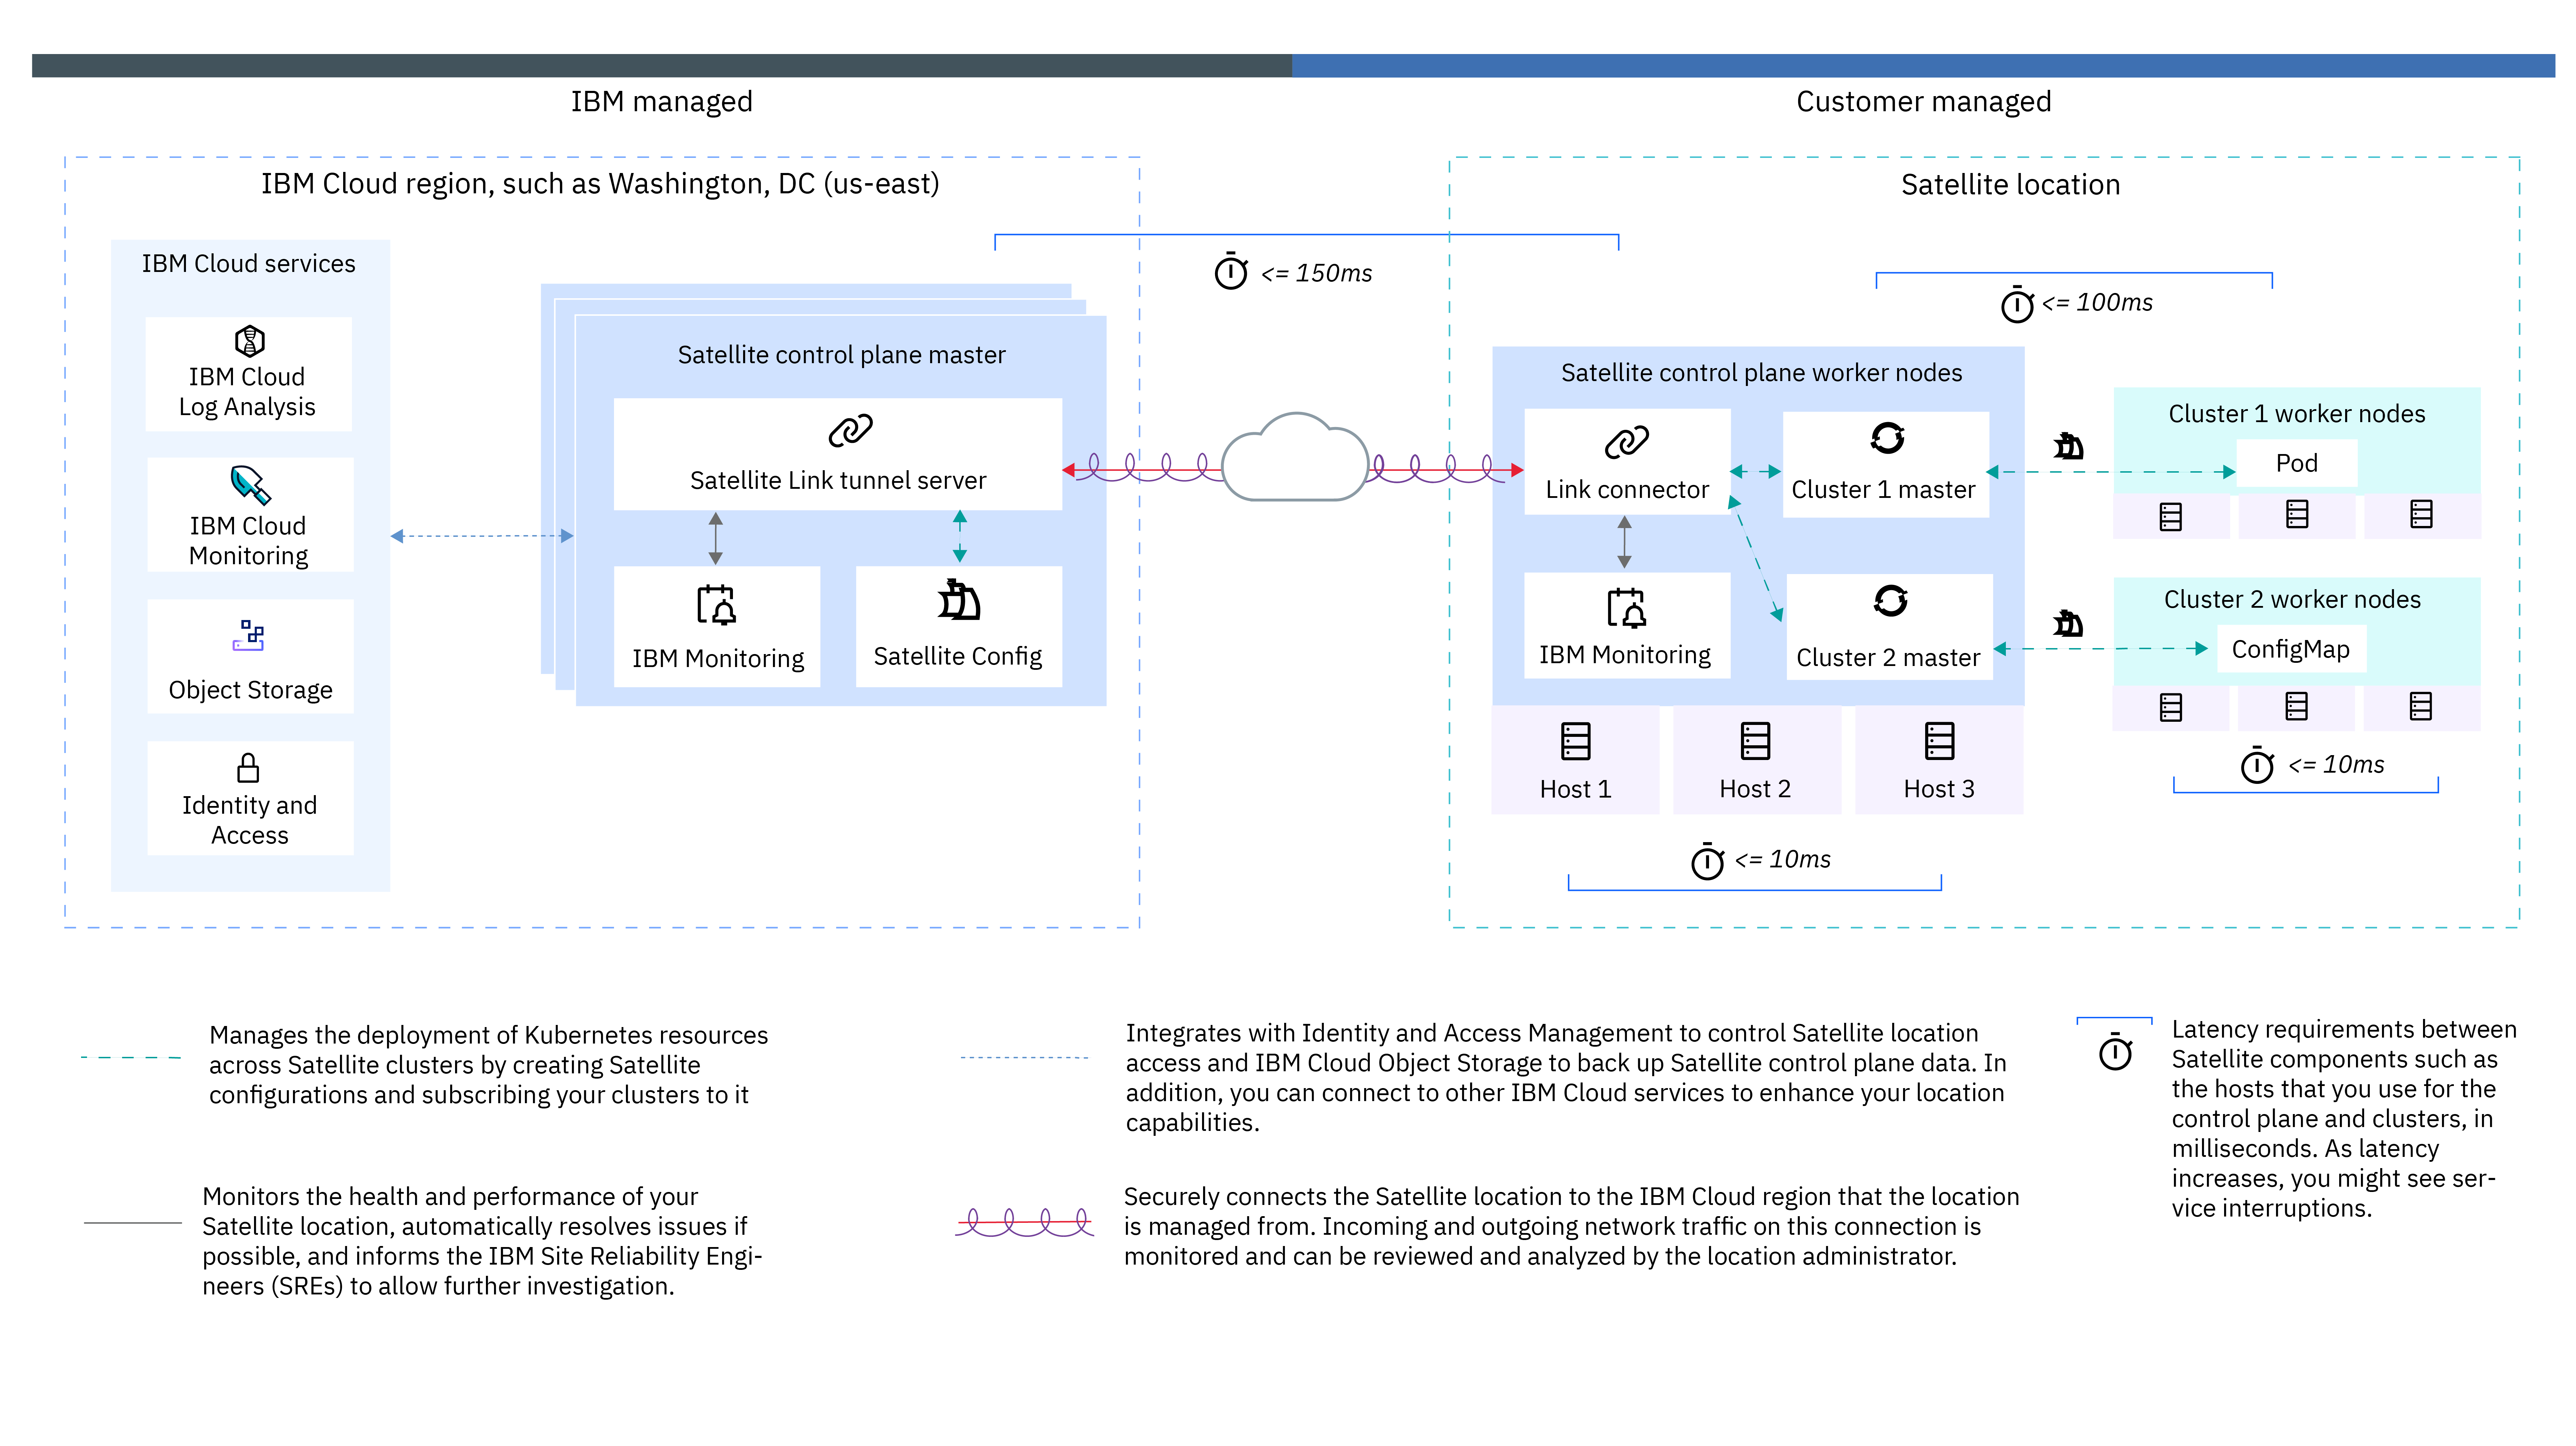 IBM managed
Customer managed
IBM Cloud region, such as Washington, DC (us-east)
IBM Cloud services
IBM Cloud
Log Analysis
IBM Cloud
Monitoring
Object Storage
Identity and
Access
Satellite control plane master
Satellite Link tunnel server
IBM Monitoring
Satellite Config
<= 150ms
Satellite location
<= 100ms
Satellite control plane worker nodes
Link connector
Cluster 1 master
IBM Monitoring
Cluster 2 master
Host 1
Host 2
Host 3
<= 10ms
Cluster 1 worker nodes
Pod
Cluster 2 worker nodes
ConfigMap
<= 10ms
Manages the deployment of Kubernetes resources
across Satellite clusters by creating Satellite
configurations and subscribing your clusters to it
Monitors the health and performance of your
Satellite location, automatically resolves issues if
possible, and informs the IBM Site Reliability Engi-
neers (SREs) to allow further investigation.
Integrates with Identity and Access Management to control Satellite location
access and IBM Cloud Object Storage to back up Satellite control plane data. In
addition, you can connect to other IBM Cloud services to enhance your location
capabilities.
Securely connects the Satellite location to the IBM Cloud region that the location
is managed from. Incoming and outgoing network traffic on this connection is
monitored and can be reviewed and analyzed by the location administrator.
Latency requirements between
Satellite components such as
the hosts that you use for the
control plane and clusters, in
milliseconds. As latency
increases, you might see ser-
vice interruptions.